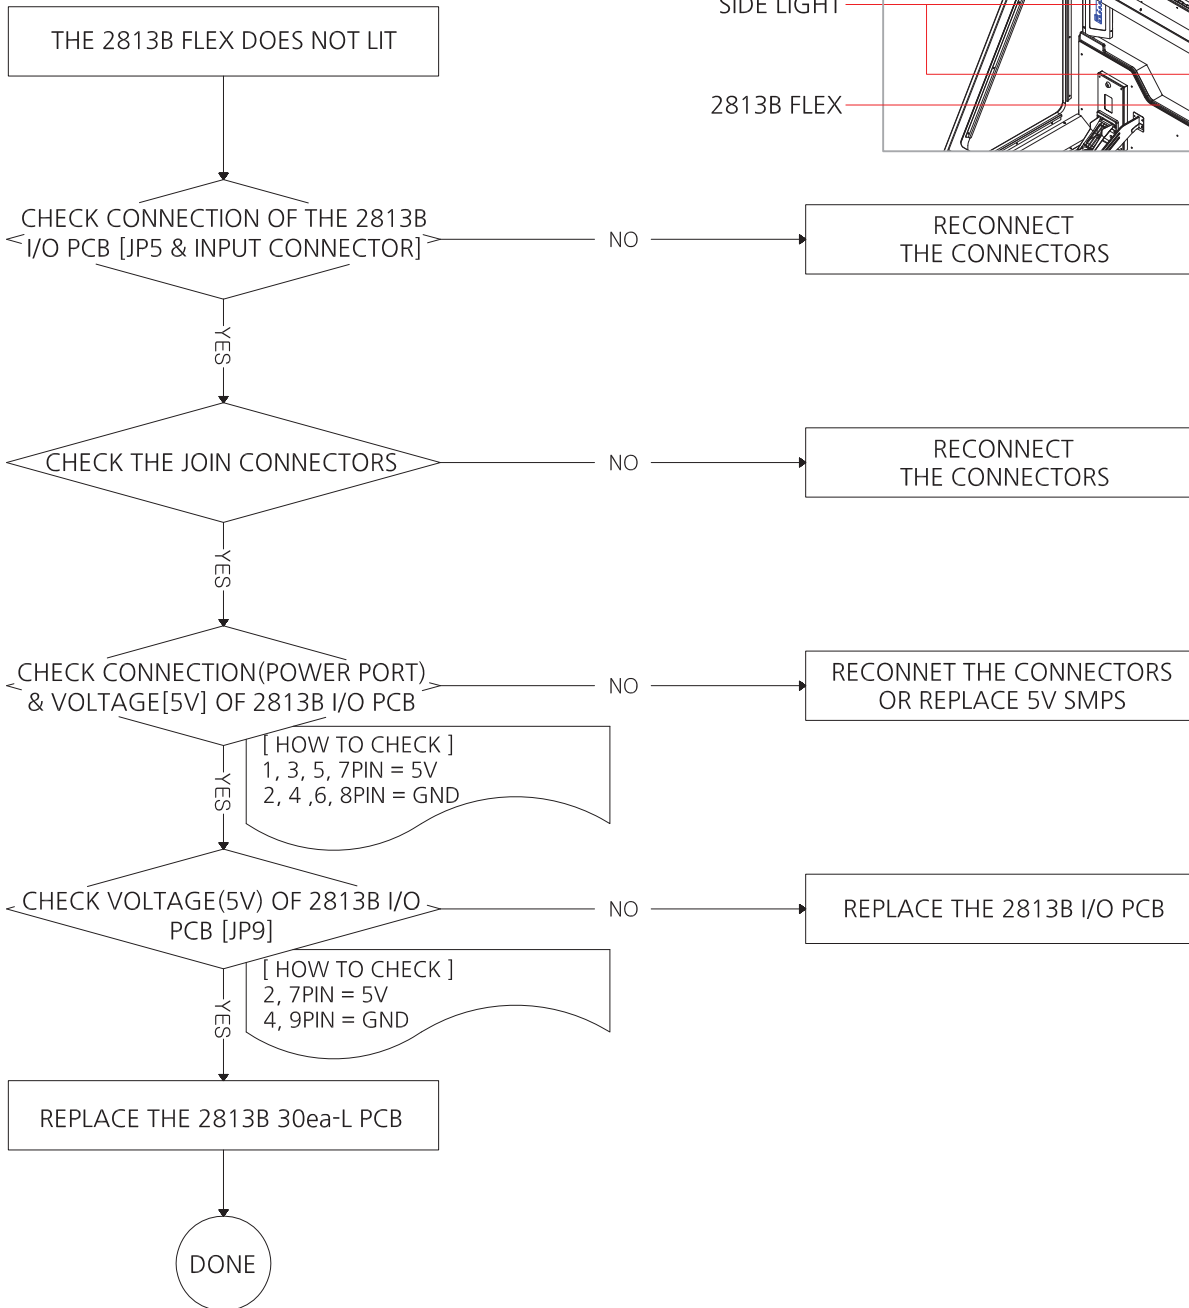 THE 2813B FLEX DOES NOT LIT
SIDE LIGHT
2813B FLEX
CHECK CONNECTION OF THE 2813B
I/O PCB [JP5 & INPUT CONNECTOR]
NO
RECONNECT
THE CONNECTORS
YES
CHECK THE JOIN CONNECTORS
NO
RECONNECT
THE CONNECTORS
YES
CHECK CONNECTION(POWER PORT)
& VOLTAGE[5V] OF 2813B I/O PCB
NO
RECONNET THE CONNECTORS
OR REPLACE 5V SMPS
[ HOW TO CHECK ]
1, 3, 5, 7PIN = 5V
2, 4 ,6, 8PIN = GND
YES
CHECK VOLTAGE(5V) OF 2813B I/O
PCB [JP9]
NO
REPLACE THE 2813B I/O PCB
[ HOW TO CHECK ]
2, 7PIN = 5V
4, 9PIN = GND
YES
REPLACE THE 2813B 30ea-L PCB
DONE